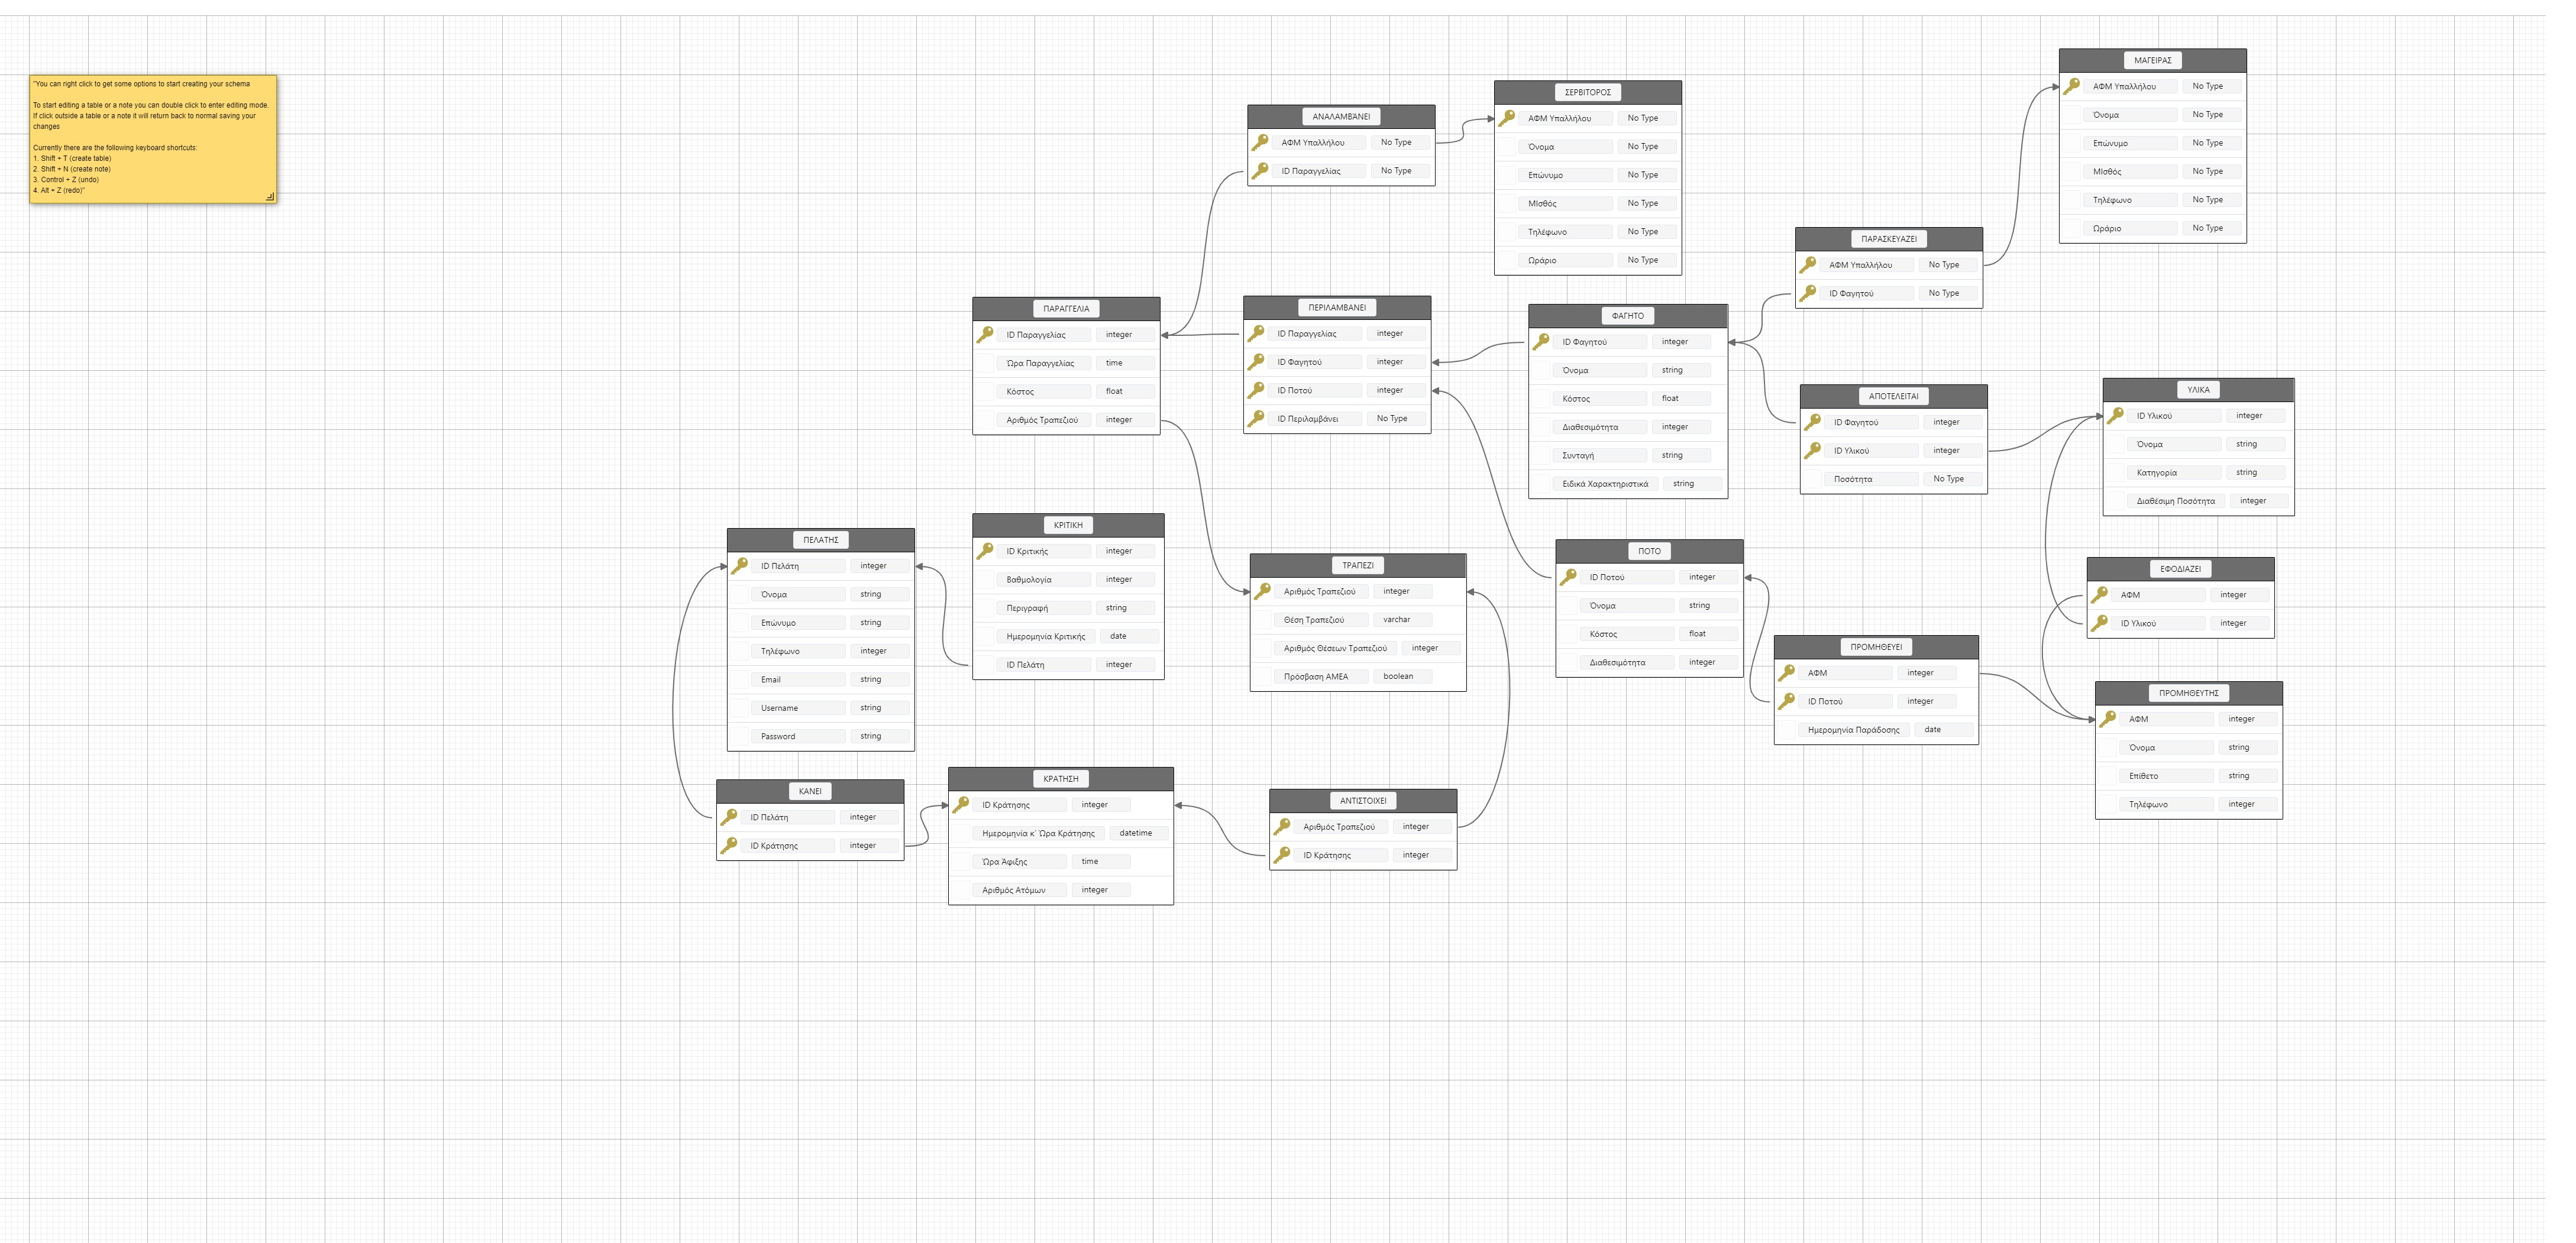 "You can right click to get some options to start creating your schema
To start editing a table or a note you can double click to enter editing mode.
If click outside a table or a note it will return back to normal saving your
changes
Currently there are the following keyboard shortcuts:
1. Shift + T (create table)
2. Shift + N (create note)
3. Control + Z (undo)
4. Alt + Z (redo)"
ΑΝΑΛΑΜΒΑΝΕΙ
ΑΦΜ Υπαλλήλου No Type
ID Παραγγελίας No Type
ΣΕΡΒΙΤΟΡΟΣ
ΑΦΜ Υπαλλήλου No Type
Όνομα No Type
Επώνυμο No Type
ΜΙσθός No Type
Τηλέφωνο No Type
Ωράριο No Type
ΜΑΓΕΙΡΑΣ
ΑΦΜ Υπαλλήλου No Type
Όνομα No Type
Επώνυμο No Type
ΜΙσθός No Type
Τηλέφωνο No Type
Ωράριο No Type
ΠΑΡΑΣΚΕΥΑΖΕΙ
ΑΦΜ Υπαλλήλου No Type
ID Φαγητού No Type
ΠΑΡΑΓΓΕΛΙΑ
ID Παραγγελίας integer
Ώρα Παραγγελίας time
Κόστος float
Αριθμός Τραπεζιού integer
ΠΕΡΙΛΑΜΒΑΝΕΙ
ID Παραγγελίας integer
ID Φαγητού integer
ID Ποτού integer
ID Περιλαμβάνει No Type
ΦΑΓΗΤΟ
ID Φαγητού integer
Όνομα string
Κόστος float
Διαθεσιμότητα integer
Συνταγή string
Ειδικά Χαρακτηριστικά string
ΑΠΟΤΕΛΕΙΤΑΙ
ID Φαγητού integer
ID Υλικού integer
Ποσότητα No Type
ΥΛΙΚΑ
ID Υλικού integer
Όνομα string
Κατηγορία string
Διαθέσιμη Ποσότητα integer
ΠΕΛΑΤΗΣ
ID Πελάτη integer
Όνομα string
Επώνυμο string
Τηλέφωνο integer
Email string
Username string
Password string
ΚΡΙΤΙΚΗ
ID Κριτικής integer
Βαθμολογία integer
Περιγραφή string
Ημερομηνία Κριτικής date
ID Πελάτη integer
ΤΡΑΠΕΖΙ
Αριθμός Τραπεζιού integer
Θέση Τραπεζιού varchar
Αριθμός Θέσεων Τραπεζιού integer
Πρόσβαση ΑΜΕΑ boolean
ΠΟΤΟ
ID Ποτού integer
Όνομα string
Κόστος float
Διαθεσιμότητα integer
ΕΦΟΔΙΑΖΕΙ
ΑΦΜ integer
ID Υλικού integer
ΠΡΟΜΗΘΕΥΕΙ
ΑΦΜ integer
ID Ποτού integer
Ημερομηνία Παράδοσης date
ΠΡΟΜΗΘΕΥΤΗΣ
ΑΦΜ integer
Όνομα string
Επίθετο string
Τηλέφωνο integer
ΚΑΝΕΙ
ID Πελάτη integer
ID Κράτησης integer
ΚΡΑΤΗΣΗ
ID Κράτησης integer
Ημερομηνία κ' Ώρα Κράτησης datetime
Ώρα Άφιξης time
Αριθμός Ατόμων integer
ΑΝΤΙΣΤΟΙΧΕΙ
Αριθμός Τραπεζιού integer
ID Κράτησης integer